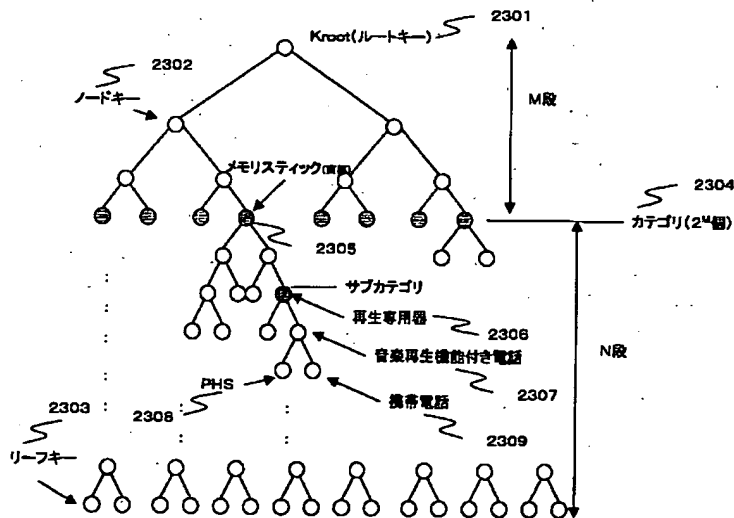 Kroot(ルートキー)
2301
2302
ノードキー
M段
メモリスティック
2304
カテゴリ(2ᴹ個)
2305
サブカテゴリ
再生専用器
2306
N段
音楽再生機能付き電話
2307
PHS
2303
2308
携帯電話
2309
リーフキー